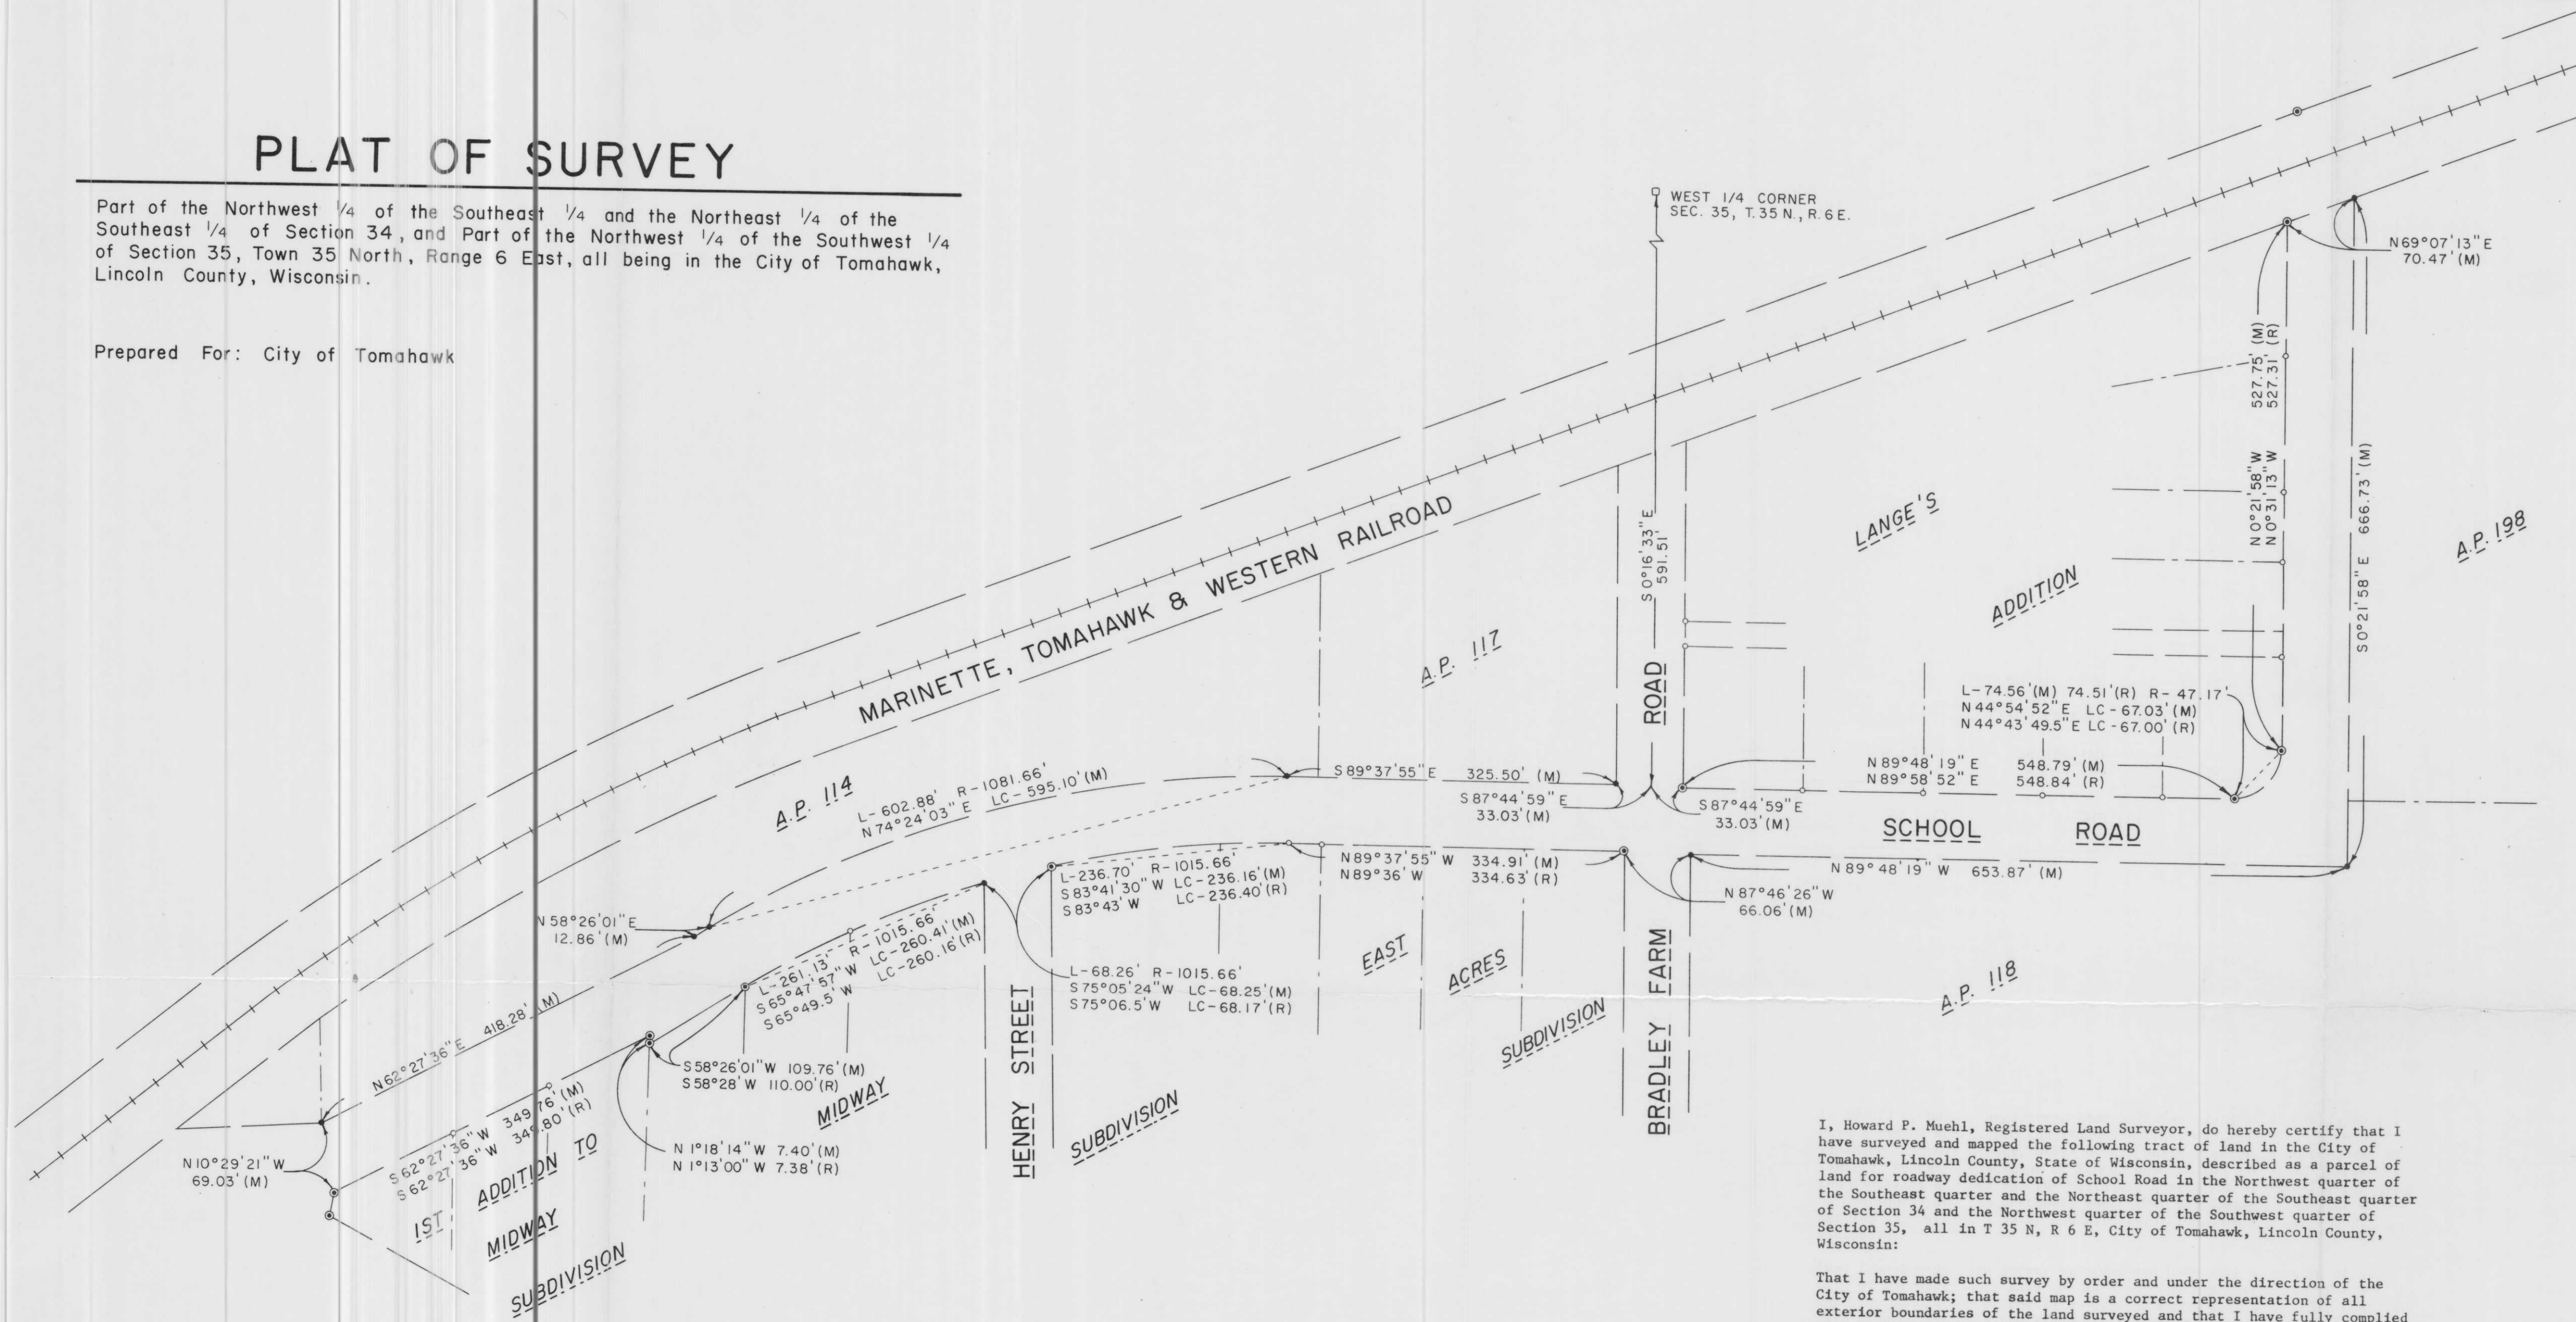 PLAT OF SURVEY
Part of the Northwest 1/4 of the Southeast 1/4 and the Northeast 1/4 of the
Southeast 1/4 of Section 34, and Part of the Northwest 1/4 of the Southwest 1/4
of Section 35, Town 35 North, Range 6 East, all being in the City of Tomahawk,
Lincoln County, Wisconsin.
Prepared For: City of Tomahawk
WEST 1/4 CORNER
SEC. 35, T.35 N., R.6 E.
N69°07'13"E
70.47'(M)
N0°21'58"W 527.75' (M)
N0°31'13"W 527.31' (R)
S0°21'58"E 666.73'(M)
A.P. 198
LANGE'S
ADDITION
S0°16'33"E
591.51'
ROAD
MARINETTE, TOMAHAWK & WESTERN RAILROAD
A.P. 117
A.P. 114
L-602.88' R-1081.66'
N74°24'03"E LC-595.10'(M)
S89°37'55"E 325.50' (M)
S87°44'59"E
33.03'(M)
S87°44'59"E
33.03'(M)
L-74.56'(M) 74.51'(R) R-47.17'
N44°54'52"E LC-67.03'(M)
N44°43'49.5"E LC-67.00'(R)
N89°48'19"E 548.79'(M)
N89°58'52"E 548.84'(R)
SCHOOL ROAD
N89°48'19"W 653.87'(M)
N89°37'55"W 334.91'(M)
N89°36'W 334.63'(R)
N87°46'26"W
66.06'(M)
L-236.70' R-1015.66'
S83°41'30"W LC-236.16'(M)
S83°43'W LC-236.40'(R)
N58°26'01"E
12.86'(M)
L-261.13' R-1015.66'
S65°47'57"W LC-260.41'(M)
S65°49.5'W LC-260.16'(R)
L-68.26' R-1015.66'
S75°05'24"W LC-68.25'(M)
S75°06.5'W LC-68.17'(R)
EAST
ACRES
SUBDIVISION
BRADLEY FARM
A.P. 118
N62°27'36"E 418.28'(M)
S58°26'01"W 109.76'(M)
S58°28'W 110.00'(R)
MIDWAY
SUBDIVISION
HENRY STREET
S62°27'36"W 349.76'(M)
S62°27'36"W 349.80'(R)
N1°18'14"W 7.40'(M)
N1°13'00"W 7.38'(R)
N10°29'21"W
69.03'(M)
1ST ADDITION TO
MIDWAY
SUBDIVISION
I, Howard P. Muehl, Registered Land Surveyor, do hereby certify that I
have surveyed and mapped the following tract of land in the City of
Tomahawk, Lincoln County, State of Wisconsin, described as a parcel of
land for roadway dedication of School Road in the Northwest quarter of
the Southeast quarter and the Northeast quarter of the Southeast quarter
of Section 34 and the Northwest quarter of the Southwest quarter of
Section 35, all in T 35 N, R 6 E, City of Tomahawk, Lincoln County,
Wisconsin:
That I have made such survey by order and under the direction of the
City of Tomahawk; that said map is a correct representation of all
exterior boundaries of the land surveyed and that I have fully complied